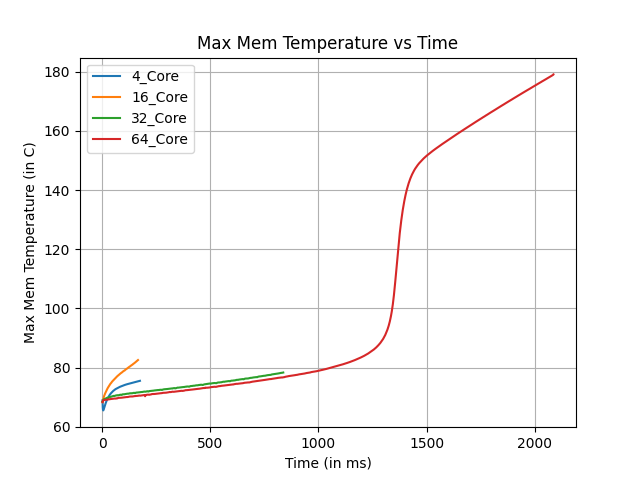 Max Mem Temperature vs Time
Max Mem Temperature (in C)
180
160
140
120
100
80
60
4_Core
16_Core
32_Core
64_Core
0
500
1000
1500
2000
Time (in ms)